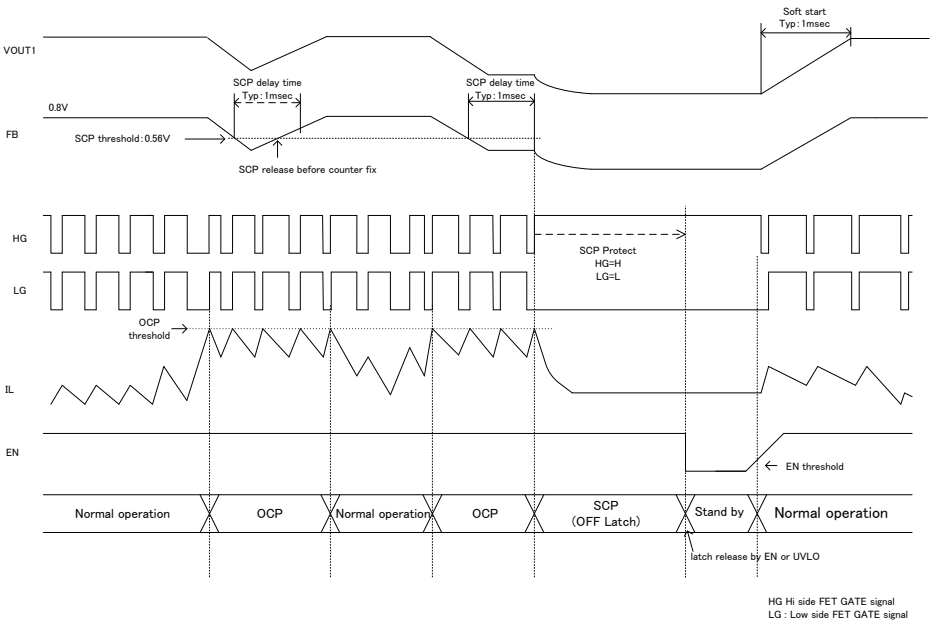 Soft start
Typ : 1msec
VOUT1
SCP delay time
Typ : 1msec
SCP delay time
Typ : 1msec
0.8V
FB
SCP threshold : 0.56V
SCP release before counter fix
HG
SCP Protect
HG=H
LG=L
LG
OCP
threshold
IL
EN
EN threshold
Normal operation
OCP
Normal operation
OCP
SCP
(OFF Latch)
Stand by
Normal operation
latch release by EN or UVLO
HG Hi side FET GATE signal
LG : Low side FET GATE signal